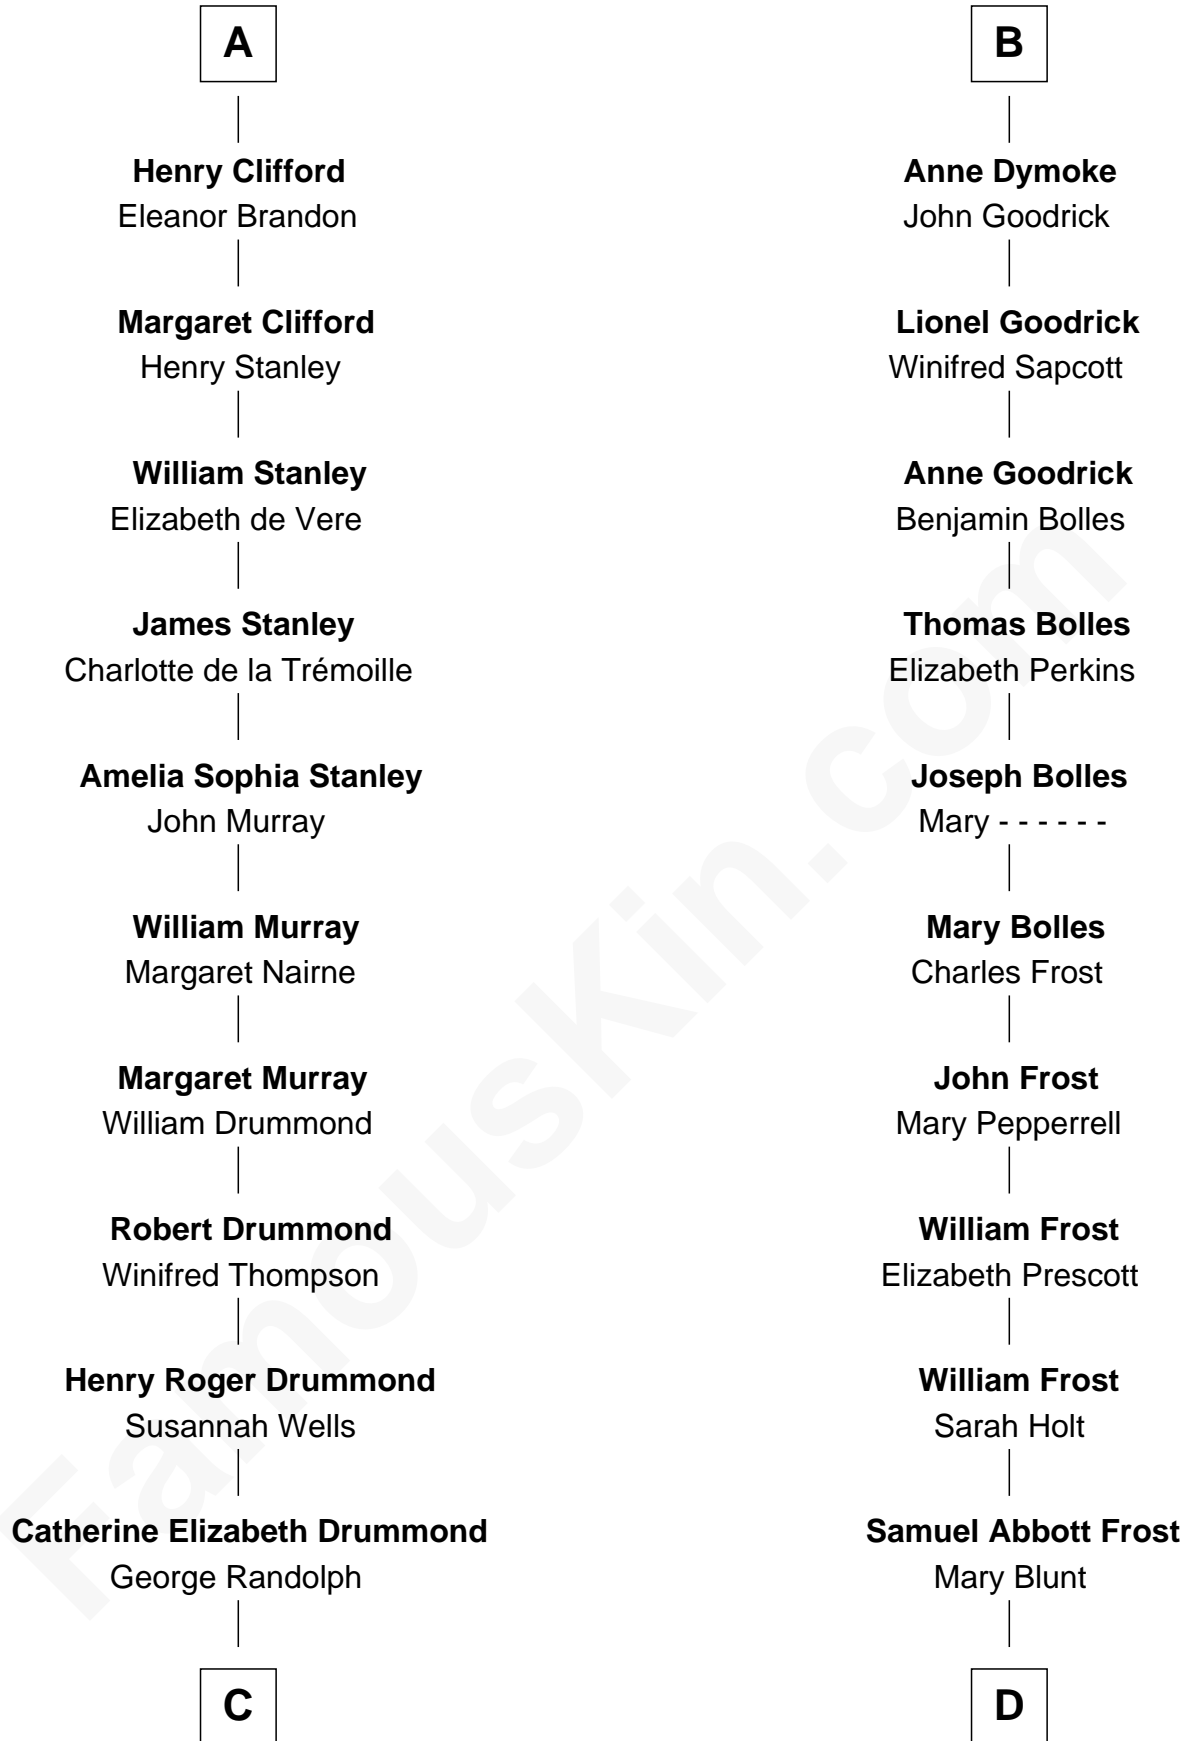 A
Henry Clifford
Eleanor Brandon
Margaret Clifford
Henry Stanley
William Stanley
Elizabeth de Vere
James Stanley
Charlotte de la Trémoille
Amelia Sophia Stanley
John Murray
William Murray
Margaret Nairne
Margaret Murray
William Drummond
Robert Drummond
Winifred Thompson
Henry Roger Drummond
Susannah Wells
Catherine Elizabeth Drummond
George Randolph
C
B
Anne Dymoke
John Goodrick
Lionel Goodrick
Winifred Sapcott
Anne Goodrick
Benjamin Bolles
Thomas Bolles
Elizabeth Perkins
Joseph Bolles
Mary - - - - - -
Mary Bolles
Charles Frost
John Frost
Mary Pepperrell
William Frost
Elizabeth Prescott
William Frost
Sarah Holt
Samuel Abbott Frost
Mary Blunt
D
FamousKin.com